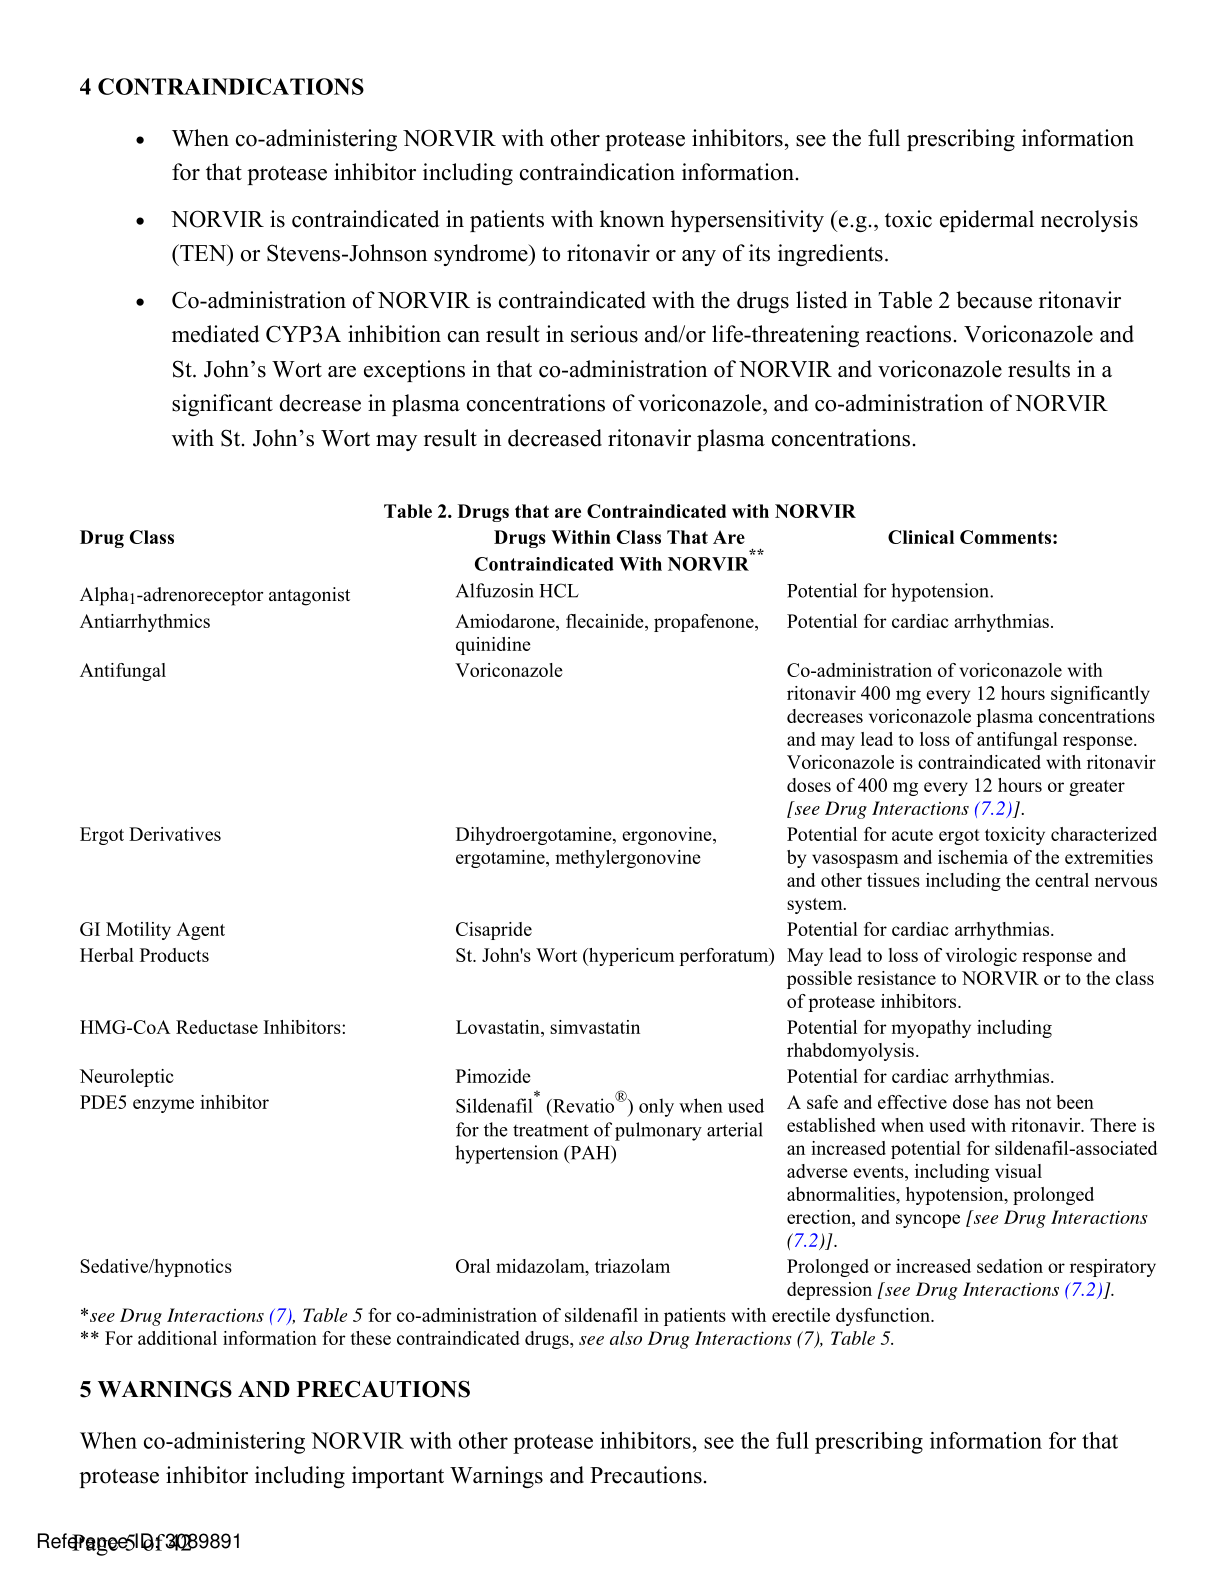 4 CONTRAINDICATIONS
• When co-administering NORVIR with other protease inhibitors, see the full prescribing information
for that protease inhibitor including contraindication information.
• NORVIR is contraindicated in patients with known hypersensitivity (e.g., toxic epidermal necrolysis
(TEN) or Stevens-Johnson syndrome) to ritonavir or any of its ingredients.
• Co-administration of NORVIR is contraindicated with the drugs listed in Table 2 because ritonavir
mediated CYP3A inhibition can result in serious and/or life-threatening reactions. Voriconazole and
St. John’s Wort are exceptions in that co-administration of NORVIR and voriconazole results in a
significant decrease in plasma concentrations of voriconazole, and co-administration of NORVIR
with St. John’s Wort may result in decreased ritonavir plasma concentrations.
Table 2. Drugs that are Contraindicated with NORVIR
Drug Class Drugs Within Class That Are Clinical Comments:
Contraindicated With NORVIR**
Alpha1-adrenoreceptor antagonist Alfuzosin HCL Potential for hypotension.
Antiarrhythmics Amiodarone, flecainide, propafenone, Potential for cardiac arrhythmias.
quinidine
Antifungal Voriconazole Co-administration of voriconazole with
ritonavir 400 mg every 12 hours significantly
decreases voriconazole plasma concentrations
and may lead to loss of antifungal response.
Voriconazole is contraindicated with ritonavir
doses of 400 mg every 12 hours or greater
[see Drug Interactions (7.2)].
Ergot Derivatives Dihydroergotamine, ergonovine, Potential for acute ergot toxicity characterized
ergotamine, methylergonovine by vasospasm and ischemia of the extremities
and other tissues including the central nervous
system.
GI Motility Agent Cisapride Potential for cardiac arrhythmias.
Herbal Products St. John's Wort (hypericum perforatum) May lead to loss of virologic response and
possible resistance to NORVIR or to the class
of protease inhibitors.
HMG-CoA Reductase Inhibitors: Lovastatin, simvastatin Potential for myopathy including
rhabdomyolysis.
Neuroleptic Pimozide Potential for cardiac arrhythmias.
PDE5 enzyme inhibitor Sildenafil* (Revatio®) only when used A safe and effective dose has not been
for the treatment of pulmonary arterial established when used with ritonavir. There is
hypertension (PAH) an increased potential for sildenafil-associated
adverse events, including visual
abnormalities, hypotension, prolonged
erection, and syncope [see Drug Interactions
(7.2)].
Sedative/hypnotics Oral midazolam, triazolam Prolonged or increased sedation or respiratory
depression [see Drug Interactions (7.2)].
*see Drug Interactions (7), Table 5 for co-administration of sildenafil in patients with erectile dysfunction.
** For additional information for these contraindicated drugs, see also Drug Interactions (7), Table 5.
5 WARNINGS AND PRECAUTIONS
When co-administering NORVIR with other protease inhibitors, see the full prescribing information for that
protease inhibitor including important Warnings and Precautions.
Reference ID: 3089891
Page 5 of 42